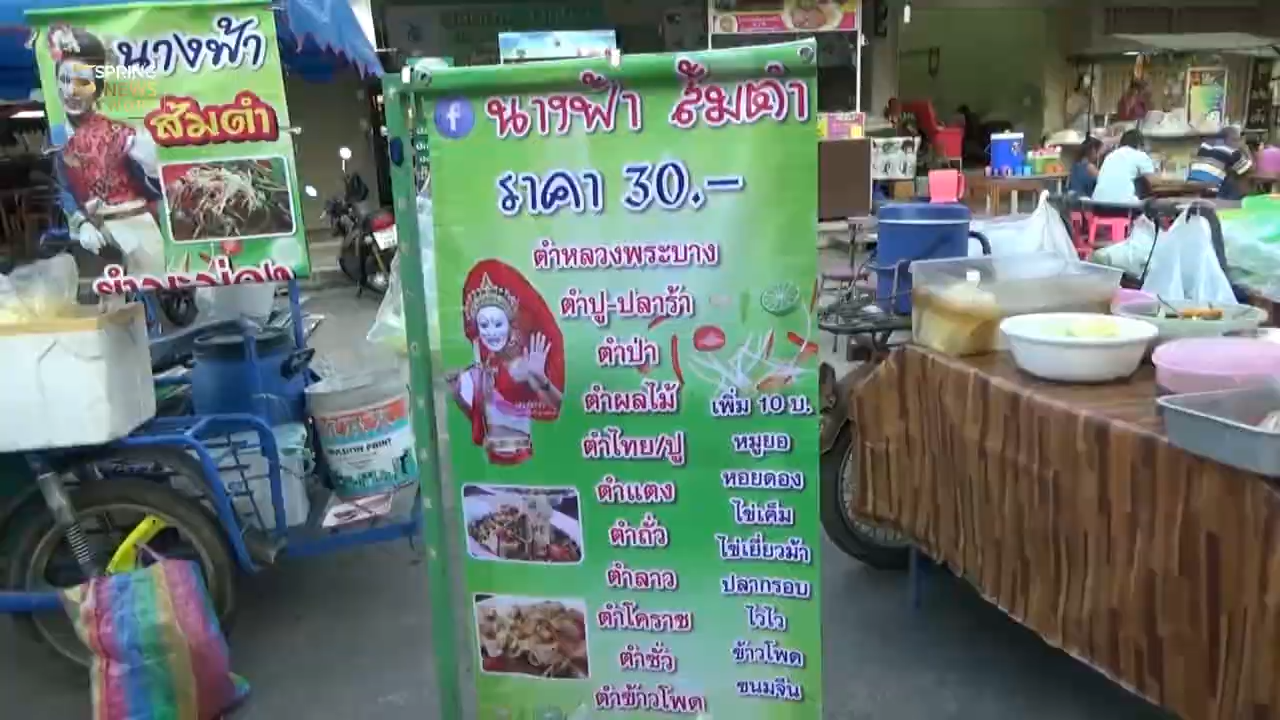 นางฟ้า
ส้มตำ
SPRING
NEWS
นางฟ้า ส้มตำ
ราคา 30.-
ตำหลวงพระบาง
ตำปู-ปลาร้า
ตำป่า
ตำผลไม้
ตำไทย/ปู
ตำแตง
ตำถั่ว
ตำลาว
ตำโคราช
ตำซั่ว
ตำข้าวโพด
เพิ่ม 10 บ.
หมูยอ
หอยดอง
ไข่เค็ม
ไข่เยี่ยวม้า
ปลากรอบ
ไวไว
ข้าวโพด
ขนมจีน